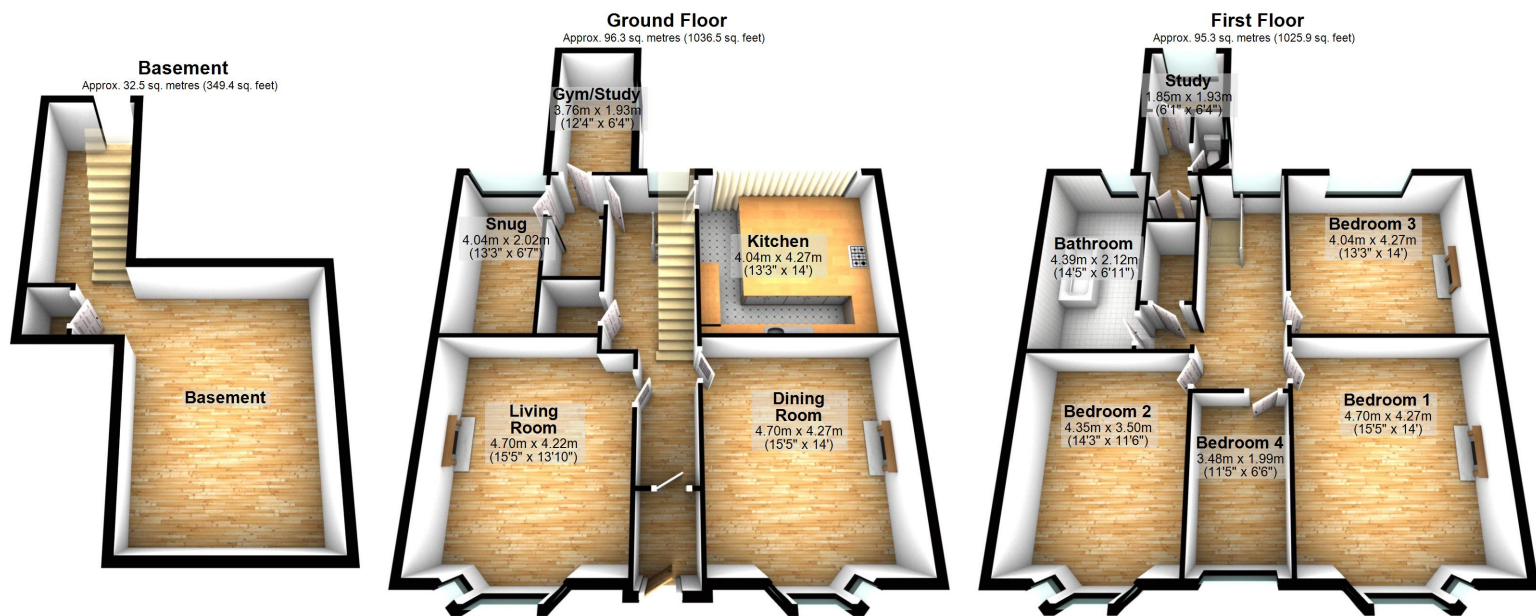 Basement
Approx. 32.5 sq. metres (349.4 sq. feet)
Basement
Ground Floor
Approx. 96.3 sq. metres (1036.5 sq. feet)
Gym/Study
3.76m x 1.93m
(12'4" x 6'4")
Snug
4.04m x 2.02m
(13'3" x 6'7")
Kitchen
4.04m x 4.27m
(13'3" x 14')
Living
Room
4.70m x 4.22m
(15'5" x 13'10")
Dining
Room
4.70m x 4.27m
(15'5" x 14')
First Floor
Approx. 95.3 sq. metres (1025.9 sq. feet)
Study
1.85m x 1.93m
(6'1" x 6'4")
Bathroom
4.39m x 2.12m
(14'5" x 6'11")
Bedroom 3
4.04m x 4.27m
(13'3" x 14')
Bedroom 2
4.35m x 3.50m
(14'3" x 11'6")
Bedroom 4
3.48m x 1.99m
(11'5" x 6'6")
Bedroom 1
4.70m x 4.27m
(15'5" x 14')